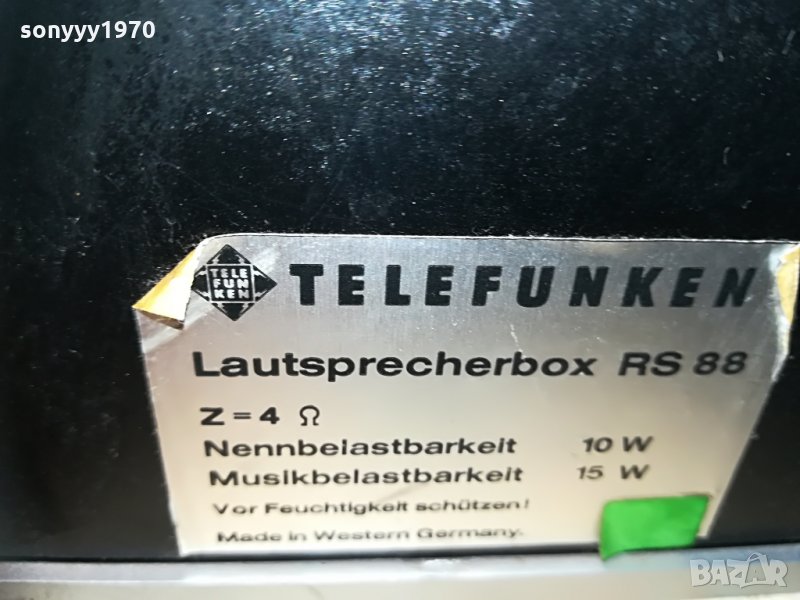 sonyyy1970
TELE
FUN
KEN
TELEFUNKEN
Lautsprecherbox RS 88
Z=4 Ω
Nennbelastbarkeit 10 W
Musikbelastbarkeit 15 W
Vor Feuchtigkeit schützen!
Made in Western Germany.
BAZAR